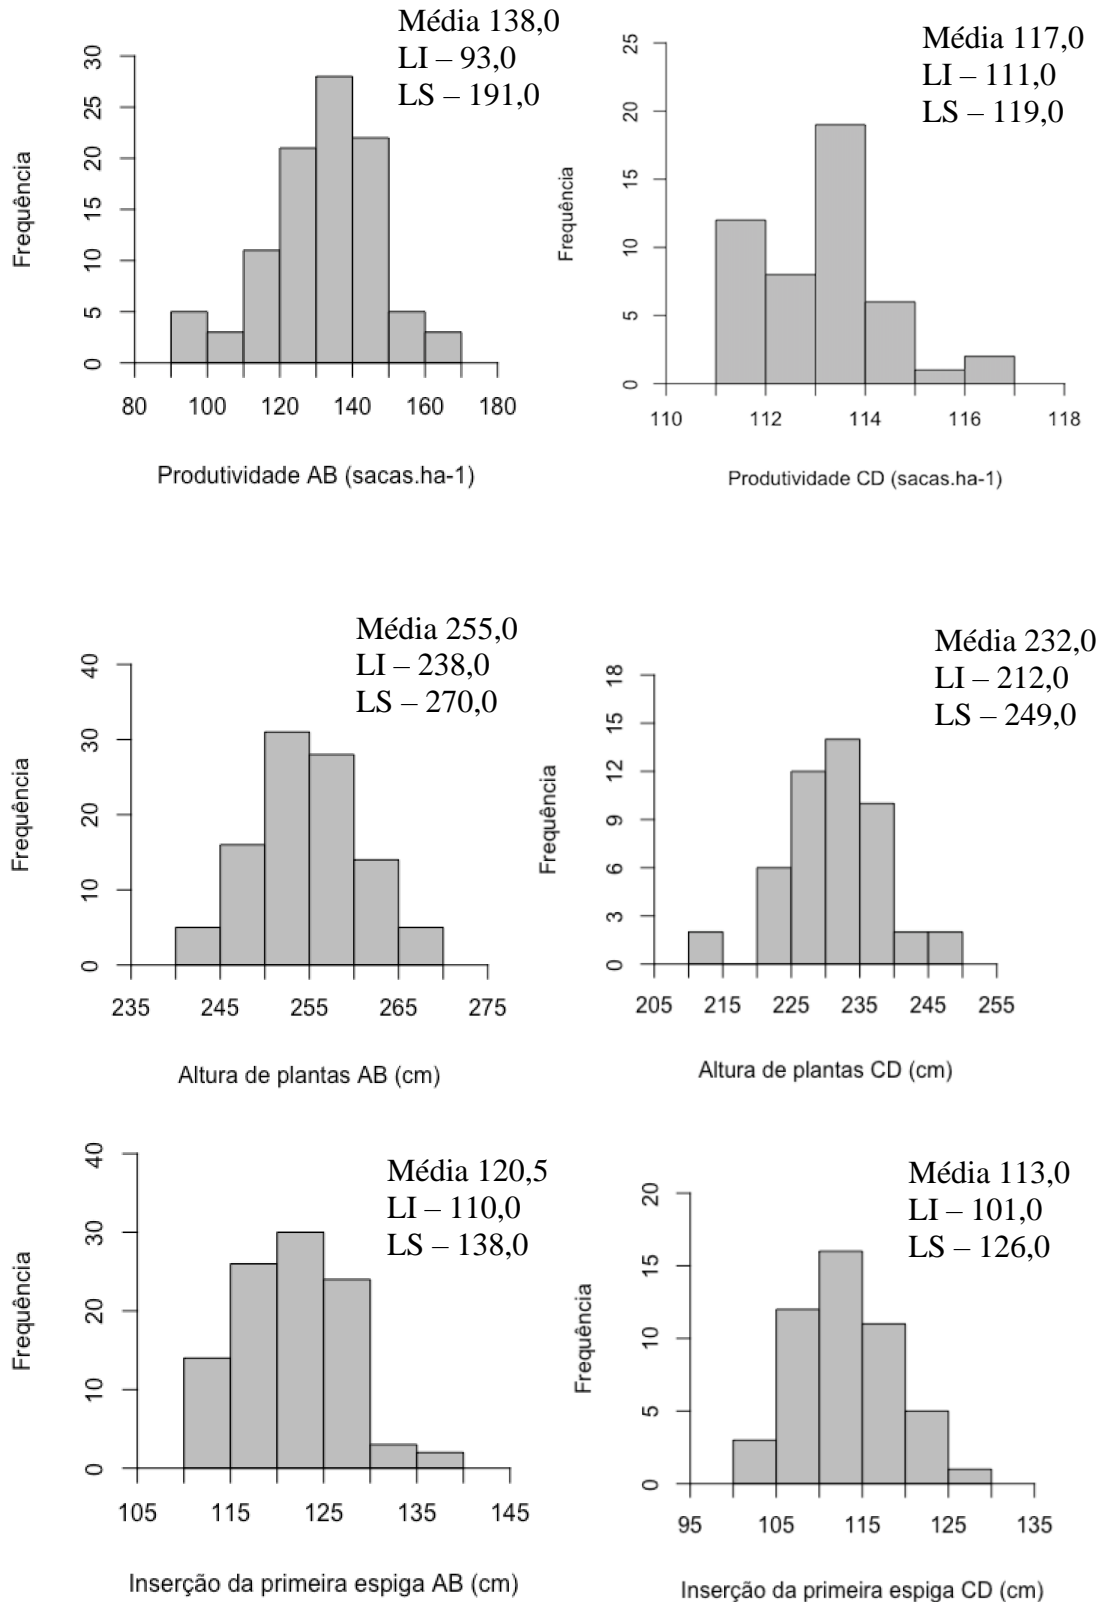 Média 138,0
LI – 93,0
LS – 191,0
30
25
20
15
10
5
0
Frequência
80 100 120 140 160 180
Produtividade AB (sacas.ha-1)
Média 117,0
LI – 111,0
LS – 119,0
25
20
15
10
5
0
Frequência
110 112 114 116 118
Produtividade CD (sacas.ha-1)
Média 255,0
LI – 238,0
LS – 270,0
40
30
20
10
0
Frequência
235 245 255 265 275
Altura de plantas AB (cm)
Média 232,0
LI – 212,0
LS – 249,0
18
15
12
9
6
3
0
Frequência
205 215 225 235 245 255
Altura de plantas CD (cm)
Média 120,5
LI – 110,0
LS – 138,0
40
30
20
10
0
Frequência
105 115 125 135 145
Inserção da primeira espiga AB (cm)
Média 113,0
LI – 101,0
LS – 126,0
20
15
10
5
0
Frequência
95 105 115 125 135
Inserção da primeira espiga CD (cm)